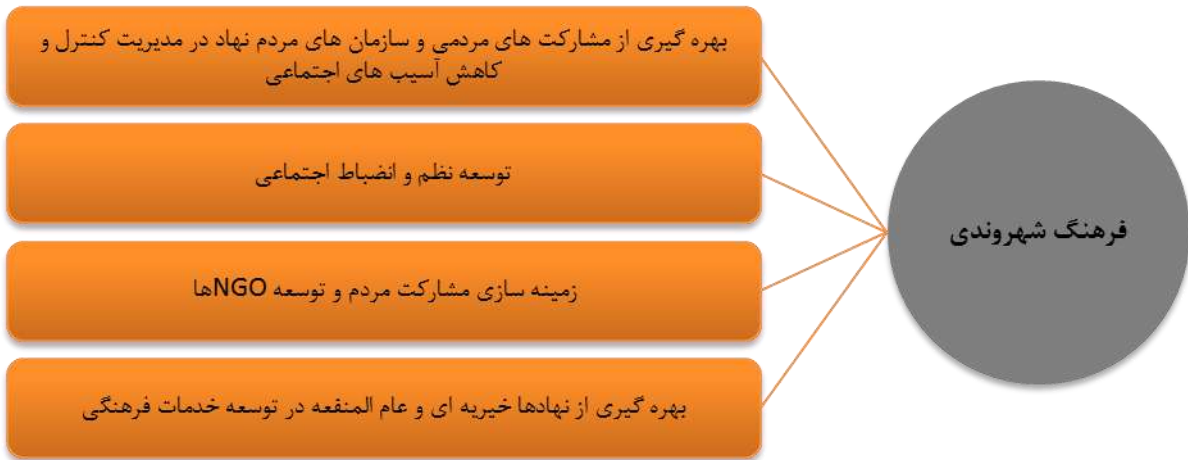 فرهنگ شهروندی
بهره گیری از مشارکت های مردمی و سازمان های مردم نهاد در مدیریت کنترل و
کاهش آسیب های اجتماعی
توسعه نظم و انضباط اجتماعی
زمینه سازی مشارکت مردم و توسعه NGOها
بهره گیری از نهادها خیریه ای و عام المنفعه در توسعه خدمات فرهنگی